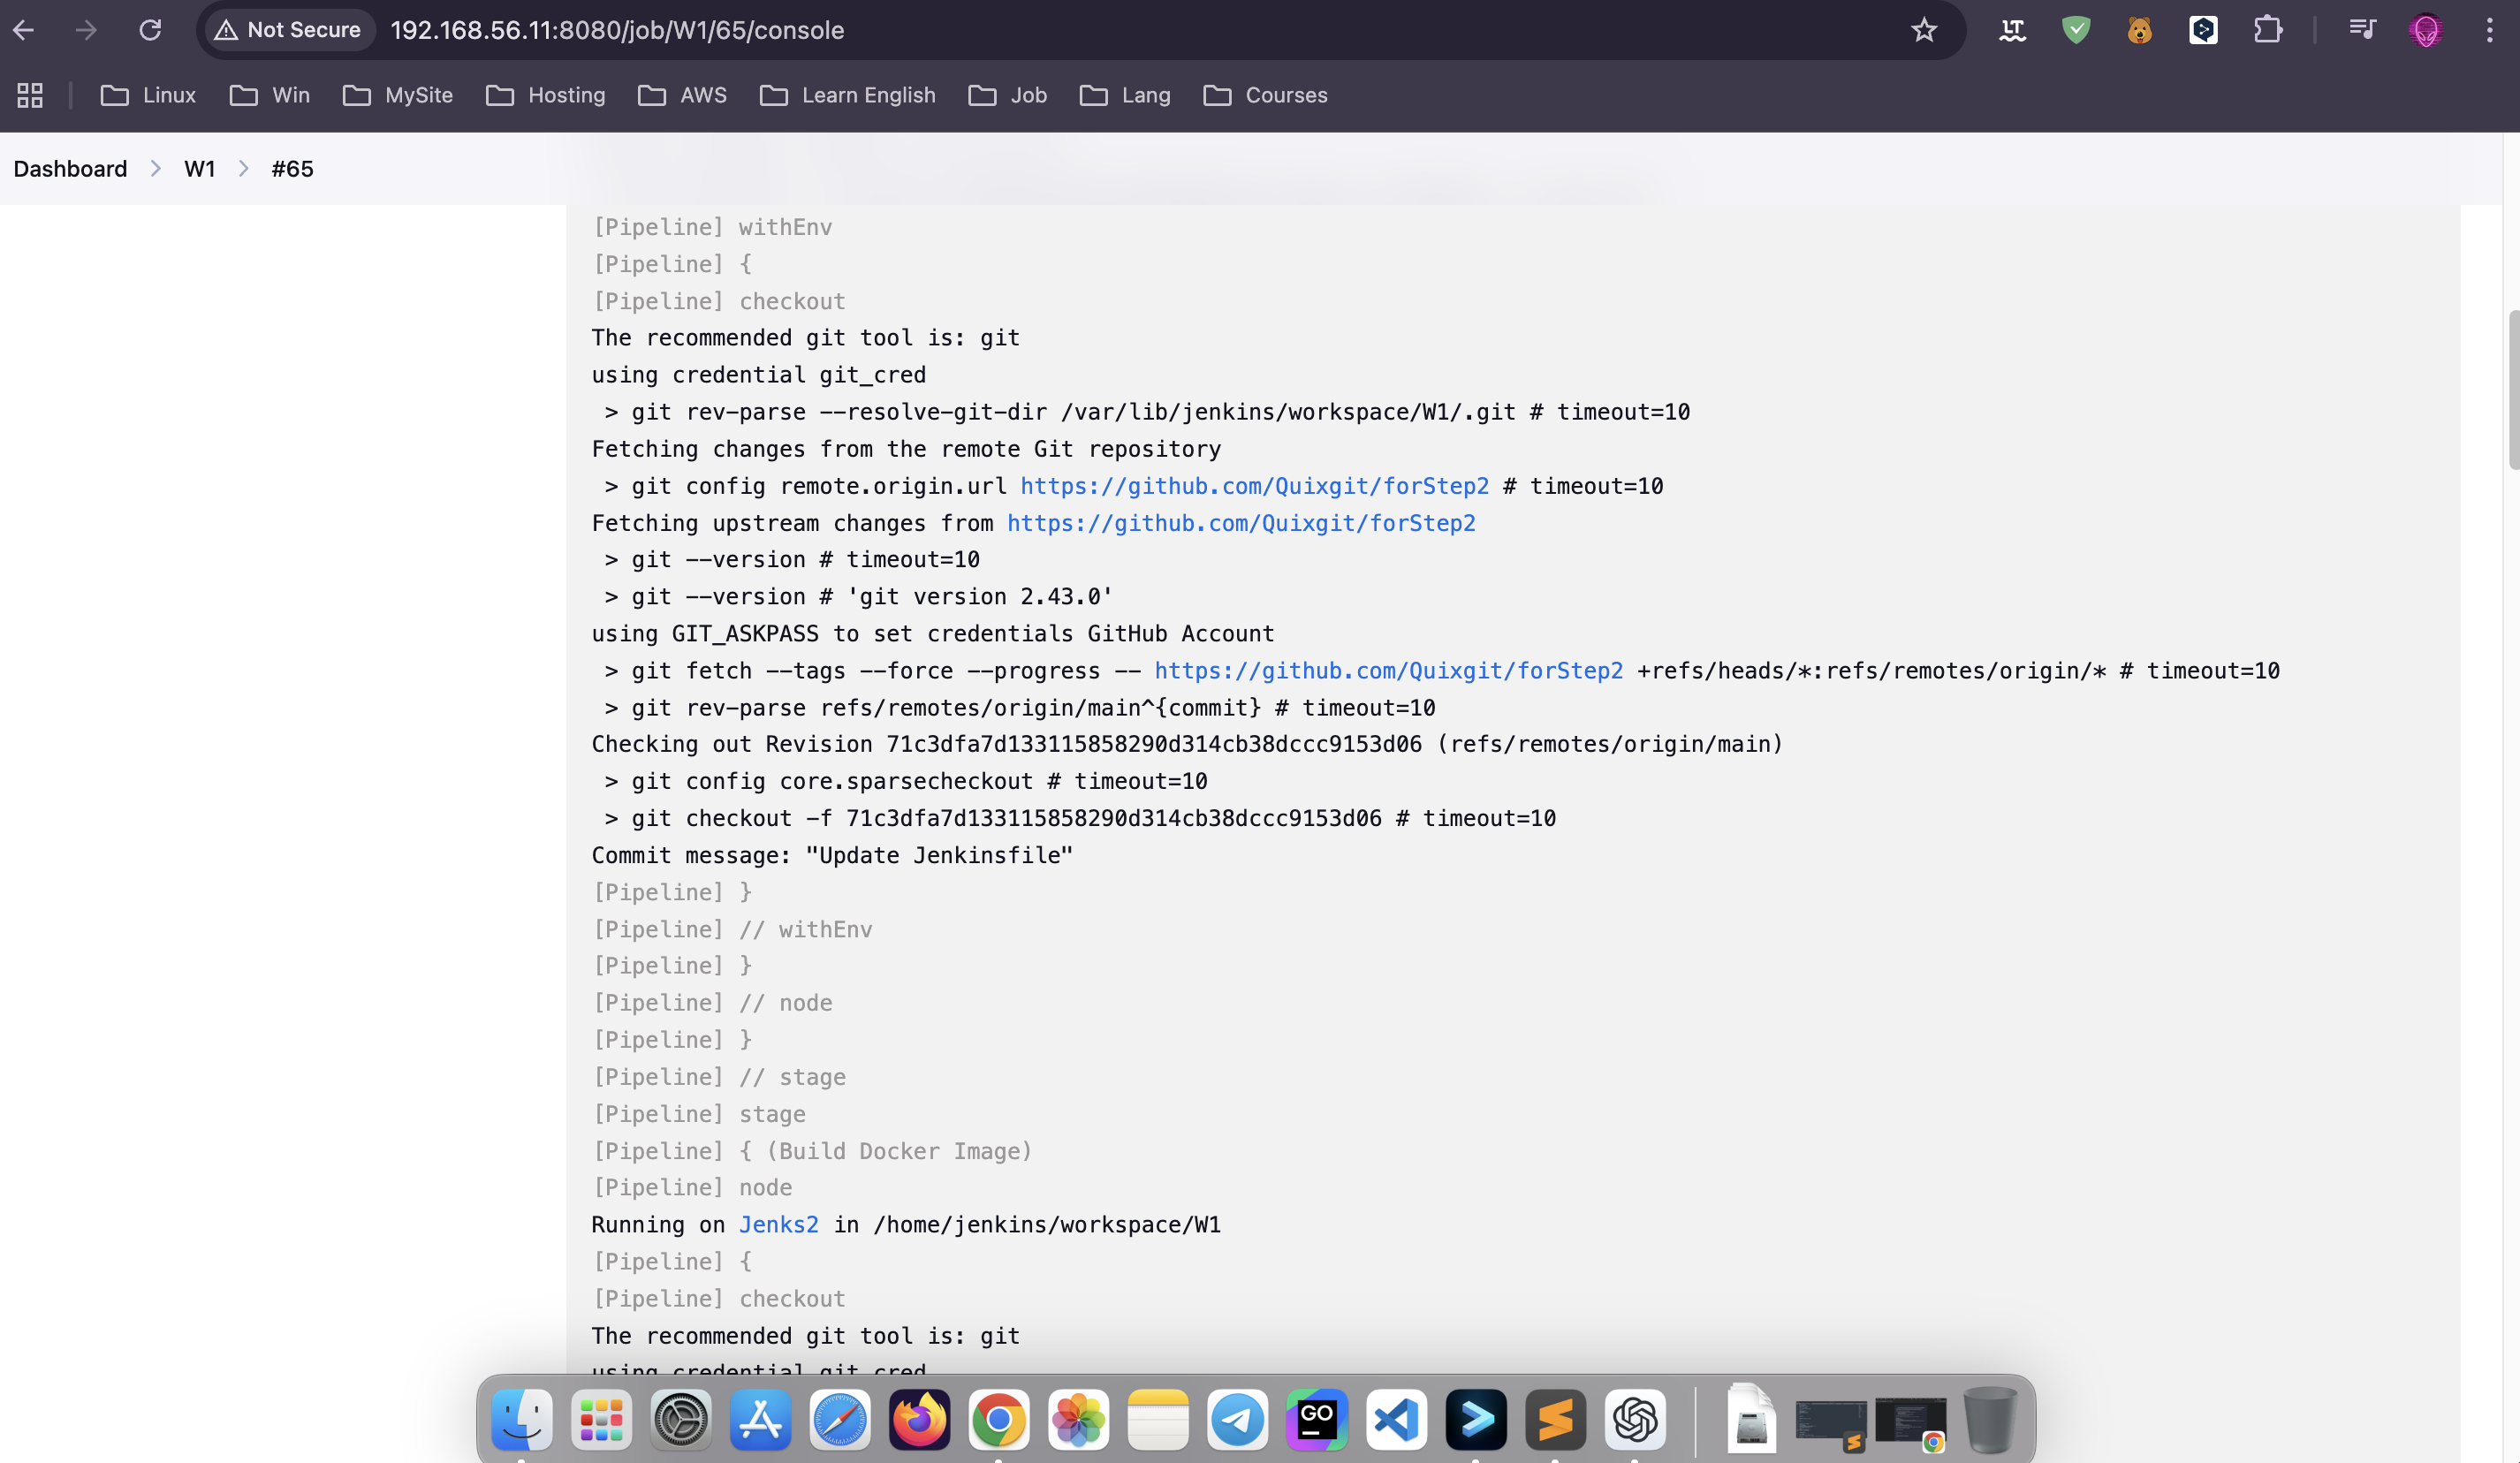 Not Secure 192.168.56.11:8080/job/W1/65/console
LT
Linux Win MySite Hosting AWS Learn English Job Lang Courses
Dashboard W1 #65
[Pipeline] withEnv
[Pipeline] {
[Pipeline] checkout
The recommended git tool is: git
using credential git_cred
> git rev-parse --resolve-git-dir /var/lib/jenkins/workspace/W1/.git # timeout=10
Fetching changes from the remote Git repository
> git config remote.origin.url https://github.com/Quixgit/forStep2 # timeout=10
Fetching upstream changes from https://github.com/Quixgit/forStep2
> git --version # timeout=10
> git --version # 'git version 2.43.0'
using GIT_ASKPASS to set credentials GitHub Account
> git fetch --tags --force --progress -- https://github.com/Quixgit/forStep2 +refs/heads/*:refs/remotes/origin/* # timeout=10
> git rev-parse refs/remotes/origin/main^{commit} # timeout=10
Checking out Revision 71c3dfa7d133115858290d314cb38dccc9153d06 (refs/remotes/origin/main)
> git config core.sparsecheckout # timeout=10
> git checkout -f 71c3dfa7d133115858290d314cb38dccc9153d06 # timeout=10
Commit message: "Update Jenkinsfile"
[Pipeline] }
[Pipeline] // withEnv
[Pipeline] }
[Pipeline] // node
[Pipeline] }
[Pipeline] // stage
[Pipeline] stage
[Pipeline] { (Build Docker Image)
[Pipeline] node
Running on Jenks2 in /home/jenkins/workspace/W1
[Pipeline] {
[Pipeline] checkout
The recommended git tool is: git
using credential git_cred
GO